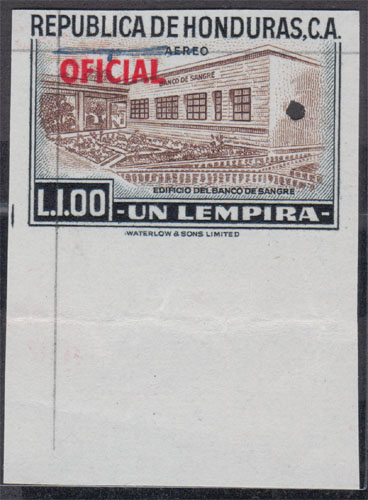 REPUBLICA DE HONDURAS, C.A.
AEREO
OFICIAL
BANCO DE SANGRE
EDIFICIO DEL BANCO DE SANGRE
L.1.00 -UN LEMPIRA-
WATERLOW & SONS LIMITED